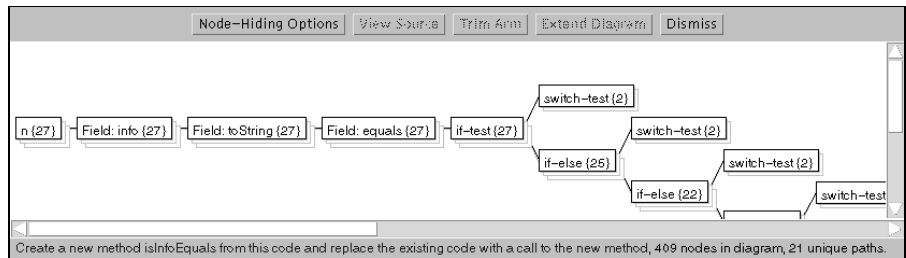 Node-Hiding Options View Source Trim Arm Extend Diagram Dismiss
switch-test {2}
n {27} Field: info {27} Field: toString {27} Field: equals {27} if-test {27} switch-test {2}
if-else {25} switch-test {2}
if-else {22} switch-test
Create a new method isInfoEquals from this code and replace the existing code with a call to the new method, 409 nodes in diagram, 21 unique paths.